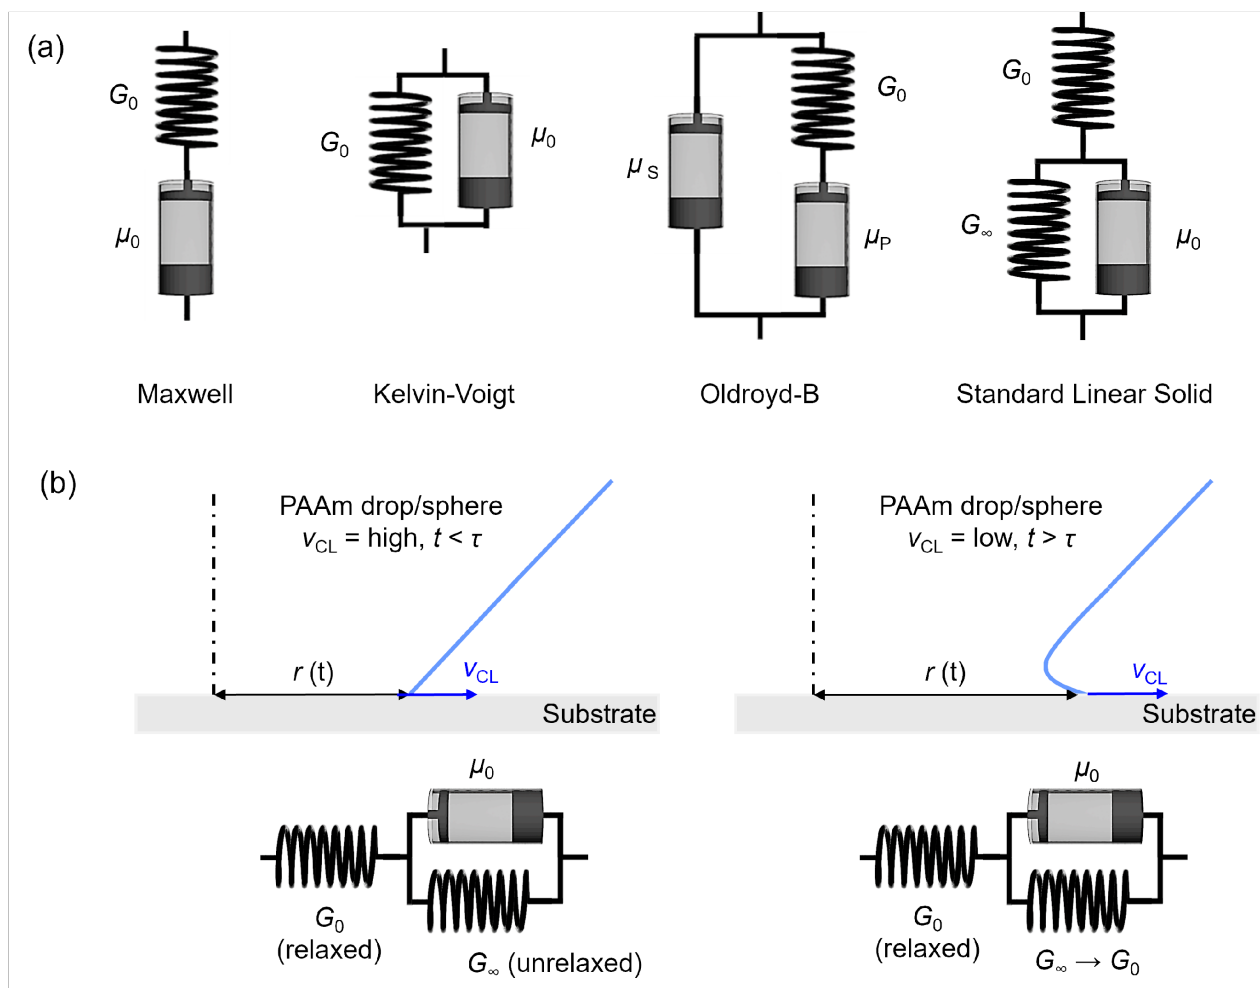 (a)
G₀
μ₀
Maxwell
G₀
μ₀
Kelvin-Voigt
μ S
G₀
μP
Oldroyd-B
G₀
G∞
μ₀
Standard Linear Solid
(b)
PAAm drop/sphere
vCL = high, t < τ
r (t)
vCL
Substrate
μ₀
G₀
(relaxed)
G∞ (unrelaxed)
PAAm drop/sphere
vCL = low, t > τ
r (t)
vCL
Substrate
μ₀
G₀
(relaxed)
G∞ → G₀